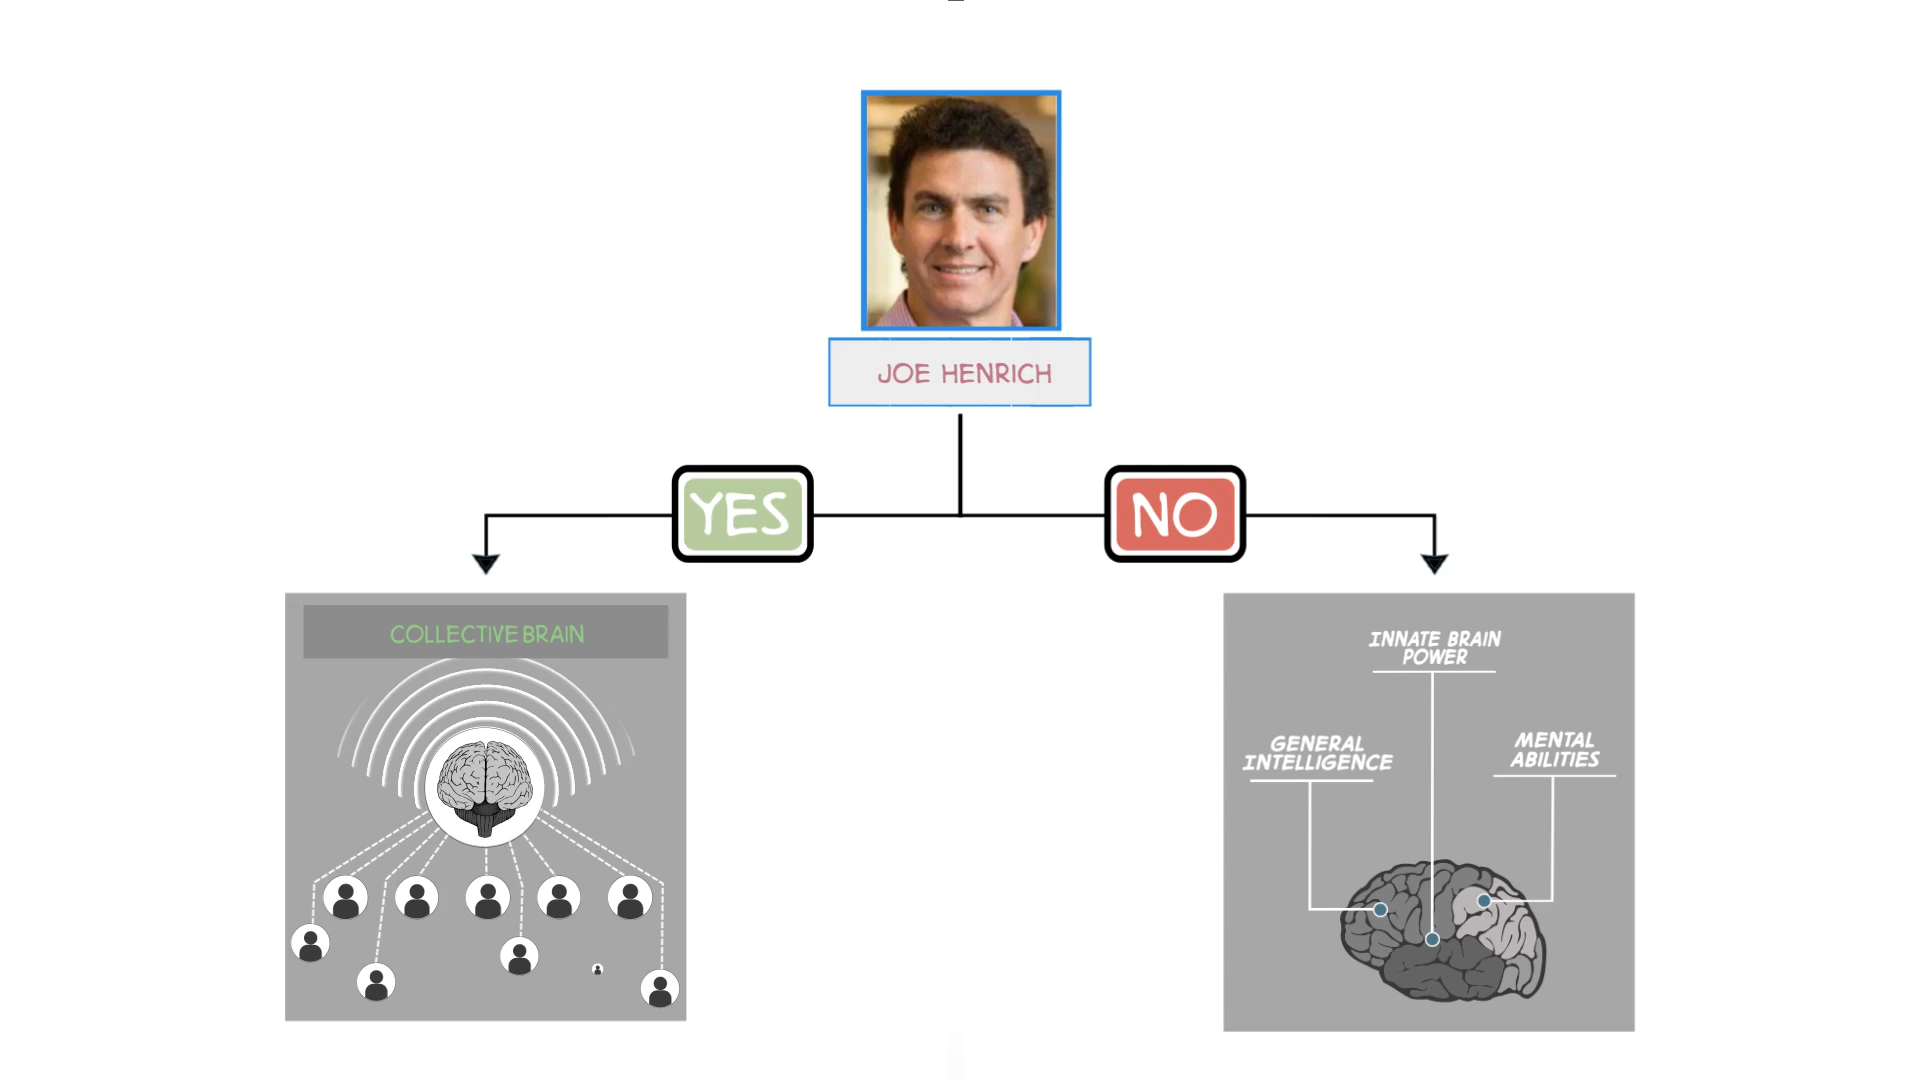 JOE HENRICH
YES
NO
COLLECTIVE BRAIN
INNATE BRAIN
POWER
GENERAL
INTELLIGENCE
MENTAL
ABILITIES